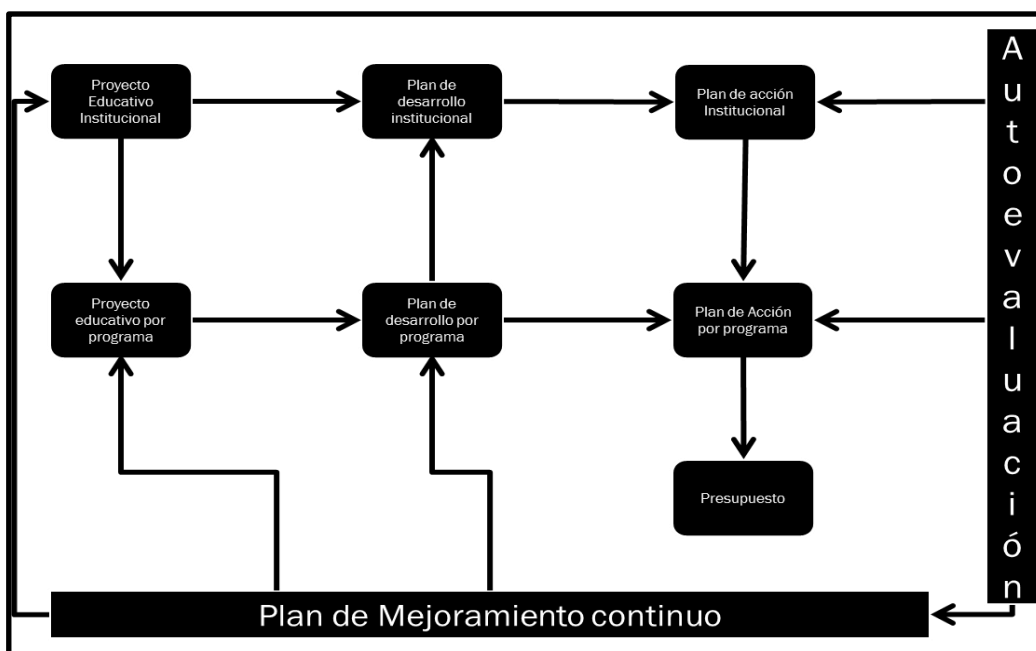 Proyecto
Educativo
Institucional
Plan de
desarrollo
institucional
Plan de acción
Institucional
Proyecto
educativo por
programa
Plan de
desarrollo por
programa
Plan de Acción
por programa
Presupuesto
Plan de Mejoramiento continuo
Autoevaluación